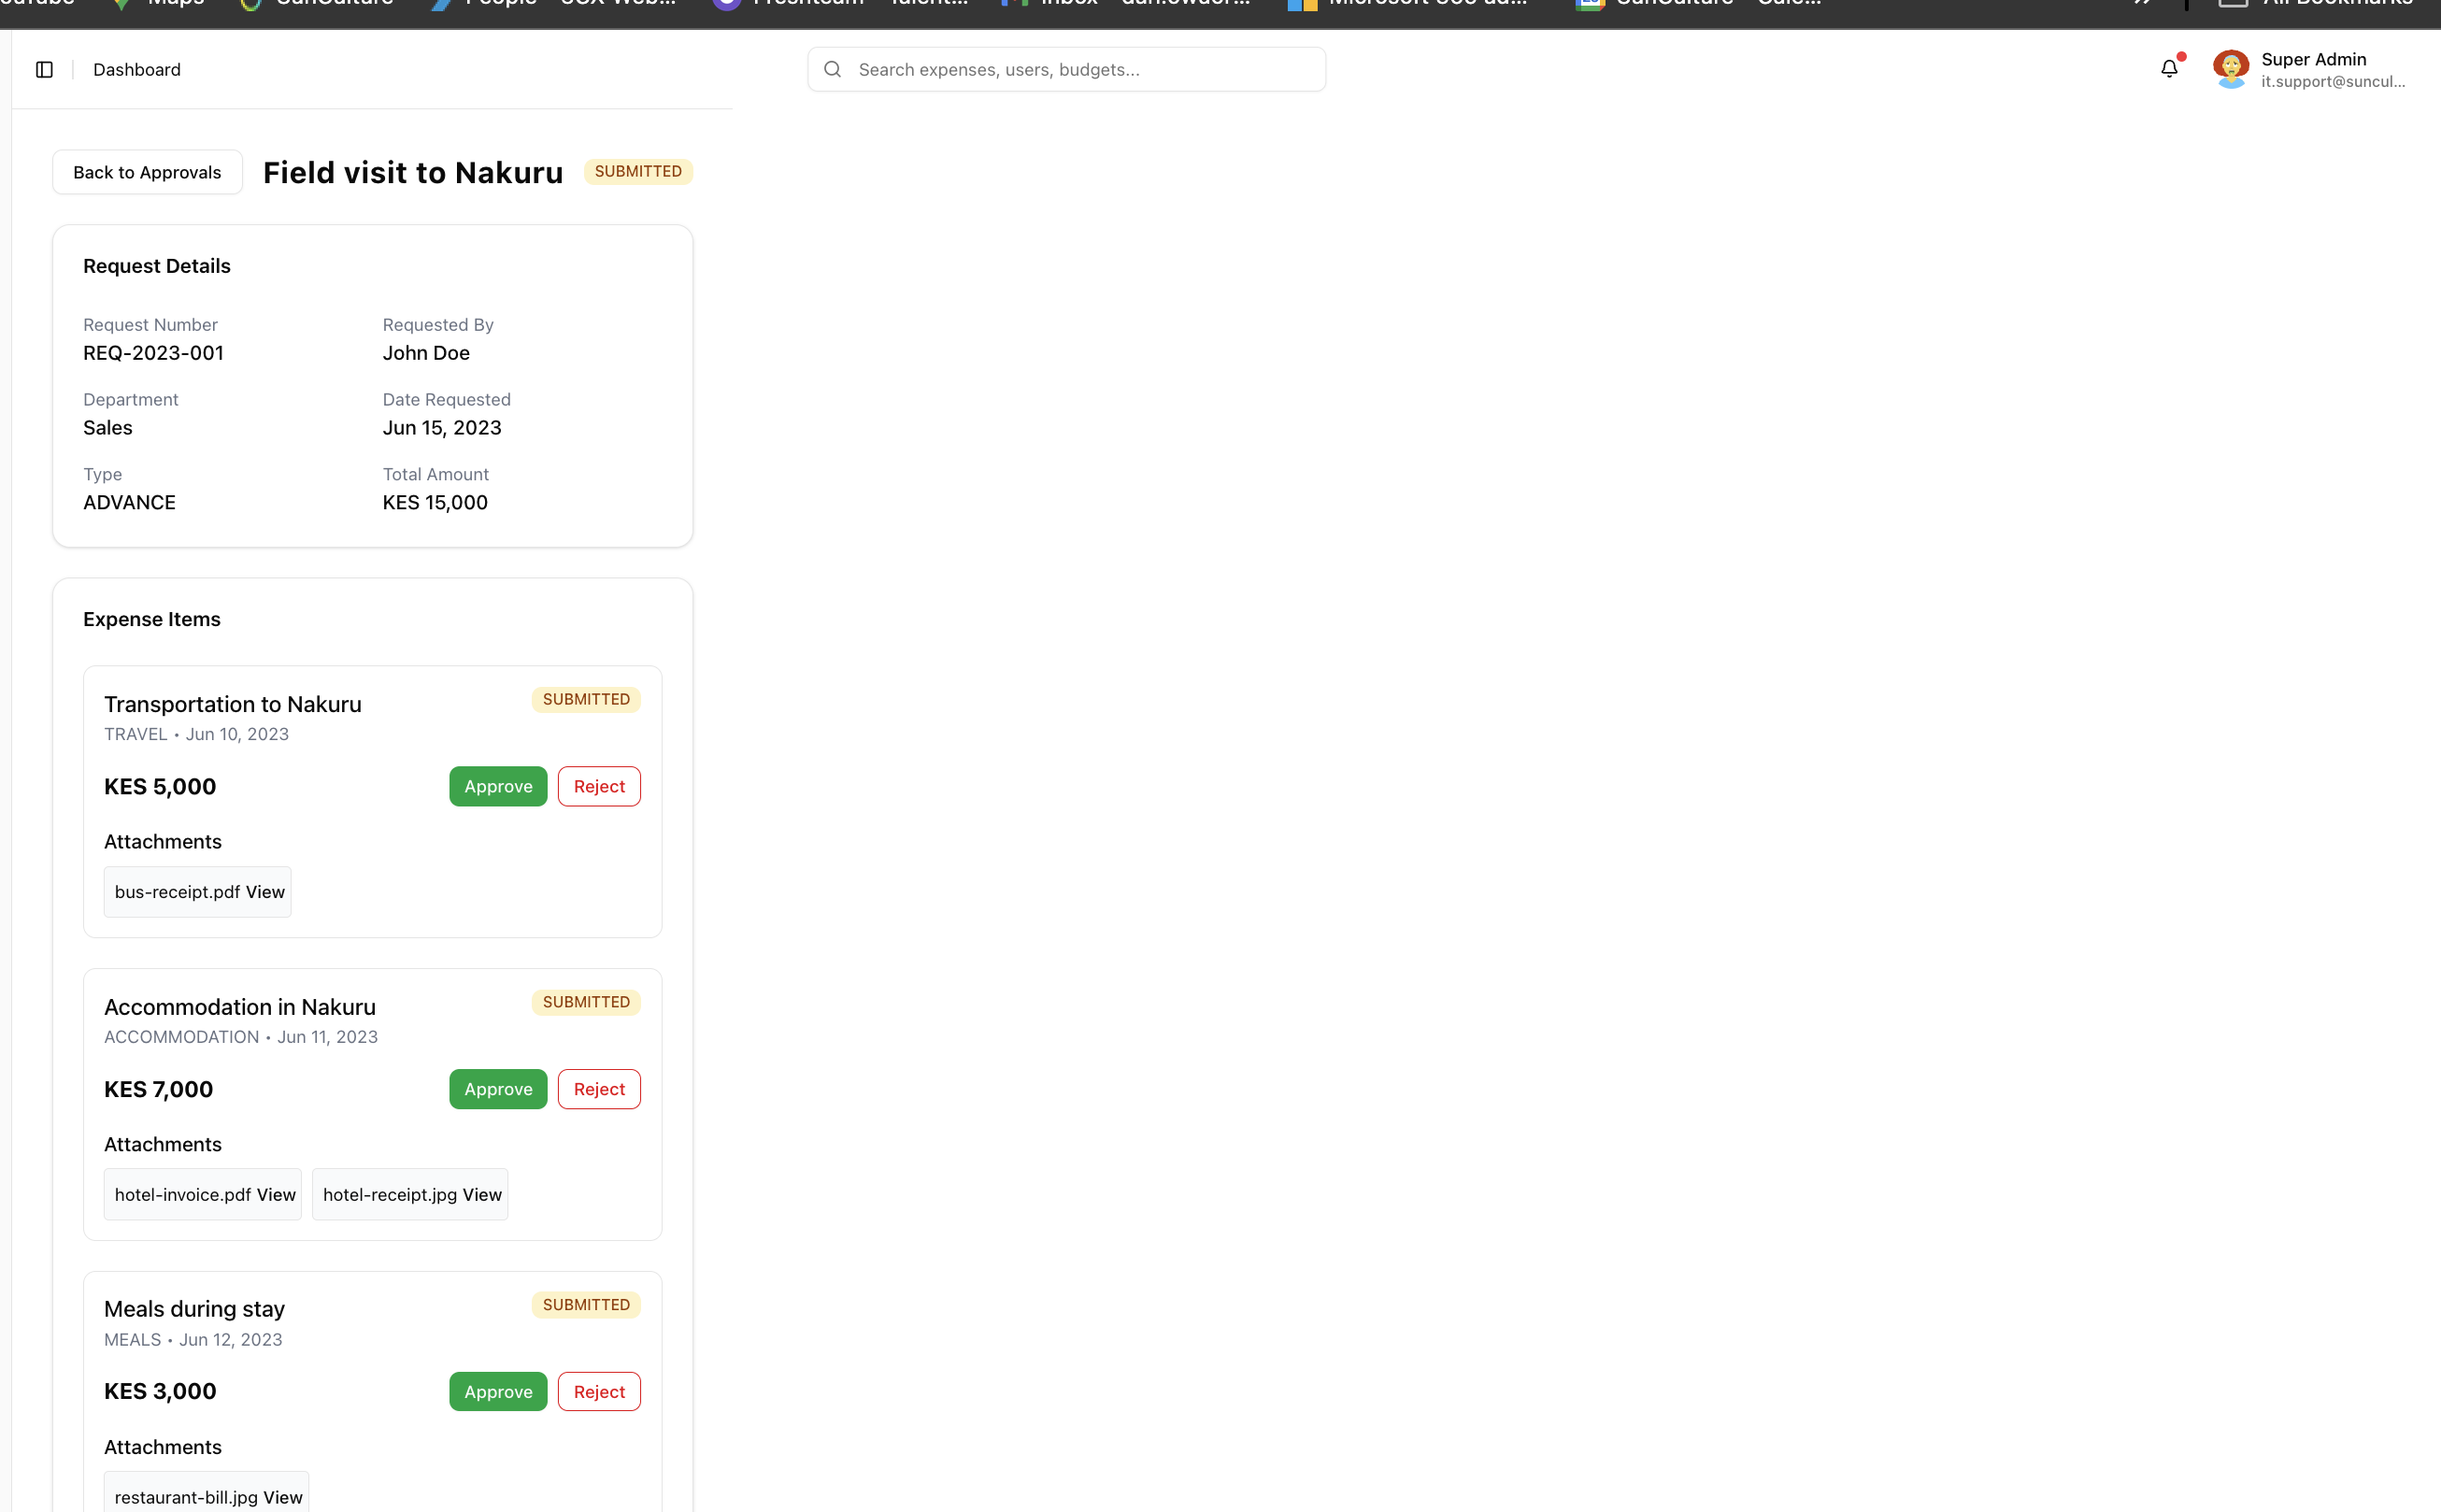 Maps
SunCulture
Dashboard
Search expenses, users, budgets...
Super Admin
it.support@suncul...
Back to Approvals
Field visit to Nakuru
SUBMITTED
Request Details
Request Number
Requested By
REQ-2023-001
John Doe
Department
Date Requested
Sales
Jun 15, 2023
Type
Total Amount
ADVANCE
KES 15,000
Expense Items
Transportation to Nakuru
SUBMITTED
TRAVEL • Jun 10, 2023
KES 5,000
Approve
Reject
Attachments
bus-receipt.pdf View
Accommodation in Nakuru
SUBMITTED
ACCOMMODATION • Jun 11, 2023
KES 7,000
Approve
Reject
Attachments
hotel-invoice.pdf View
hotel-receipt.jpg View
Meals during stay
SUBMITTED
MEALS • Jun 12, 2023
KES 3,000
Approve
Reject
Attachments
restaurant-bill.jpg View